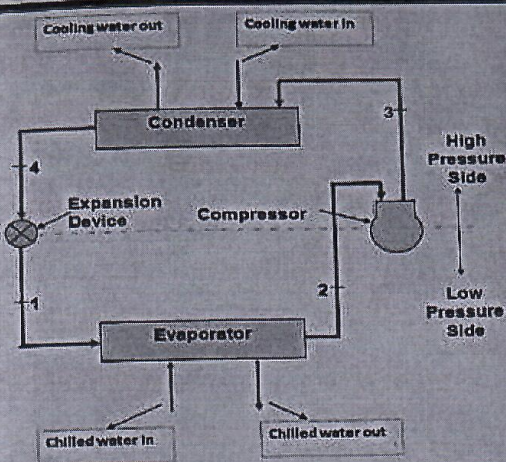 Cooling water out
Cooling water in
Condenser
3
High
Pressure
Side
4
Expansion
Device
Compressor
1
2
Low
Pressure
Side
Evaporator
Chilled water in
Chilled water out